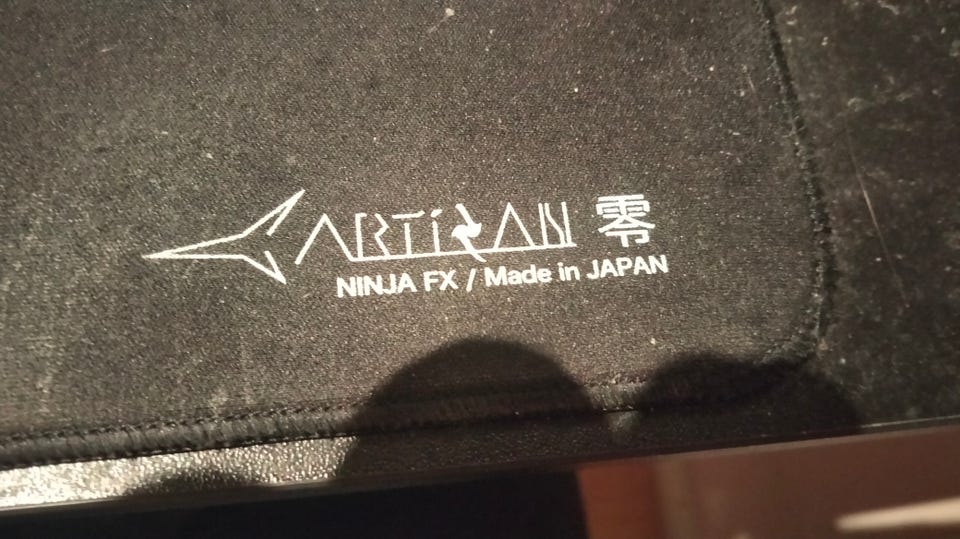 ARTISAN 零
NINJA FX / Made in JAPAN